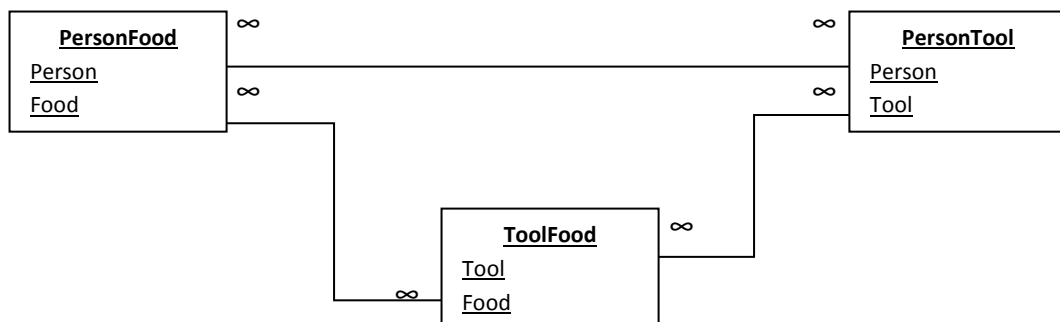 ∞ ∞
PersonFood PersonTool
Person Person
∞ ∞
Food Tool
ToolFood
∞
Tool
∞
Food